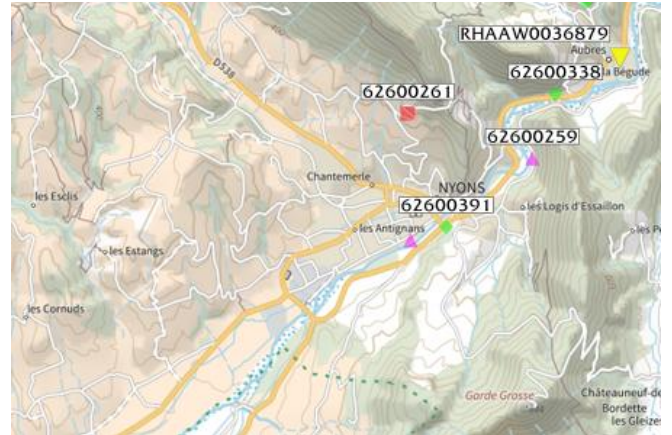 RHAAW0036879
Aubres
la Bégude
D538
62600338
62600261
62600259
Chantemerle
NYONS
les Esclis
62600391
les Logis d'Essaillon
les Antignans
les Estangs
les Cornuds
Garde Grosse
Châteauneuf-de
Bordette
les Gleize